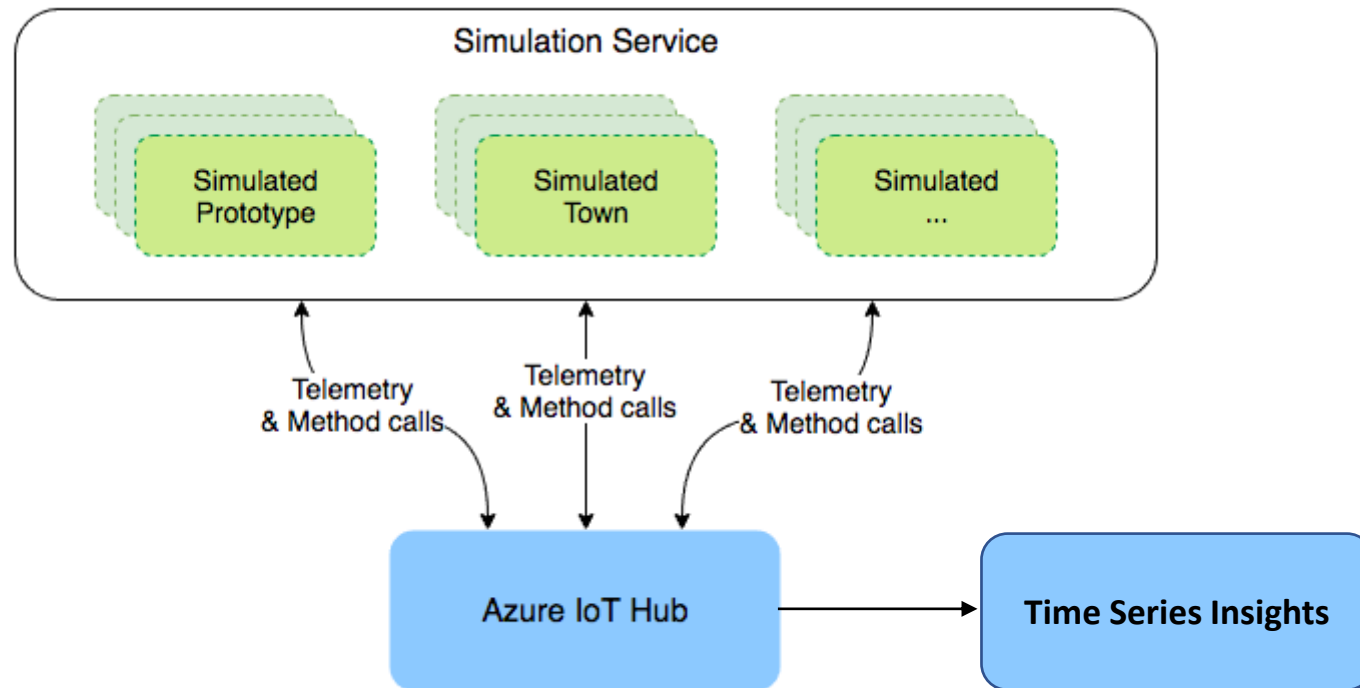 Simulation Service
Simulated
Prototype
Simulated
Town
Simulated
...
Telemetry
& Method calls
Telemetry
& Method calls
Telemetry
& Method calls
Azure IoT Hub
Time Series Insights